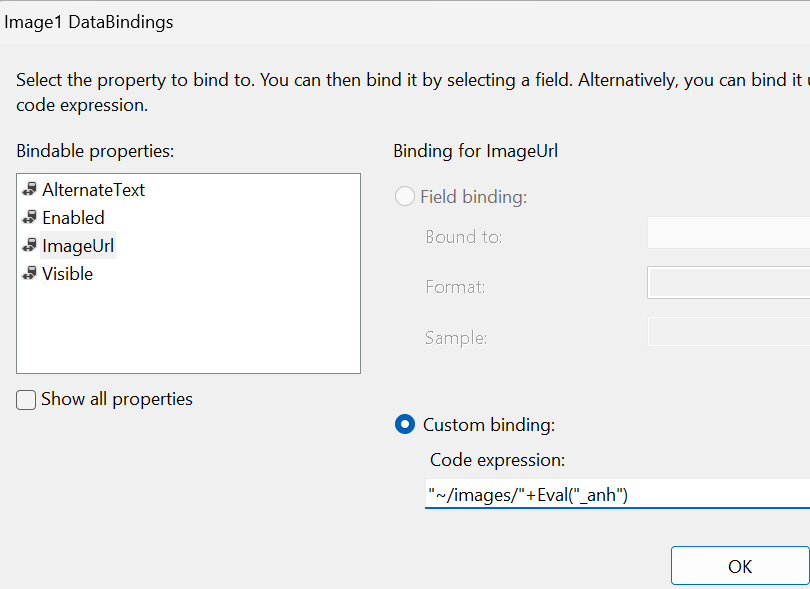 Image1 DataBindings
Select the property to bind to. You can then bind it by selecting a field. Alternatively, you can bind it
code expression.
Bindable properties:
AlternateText
Enabled
ImageUrl
Visible
Show all properties
Binding for ImageUrl
Field binding:
Bound to:
Format:
Sample:
Custom binding:
Code expression:
"~/images/"+Eval("_anh")
OK